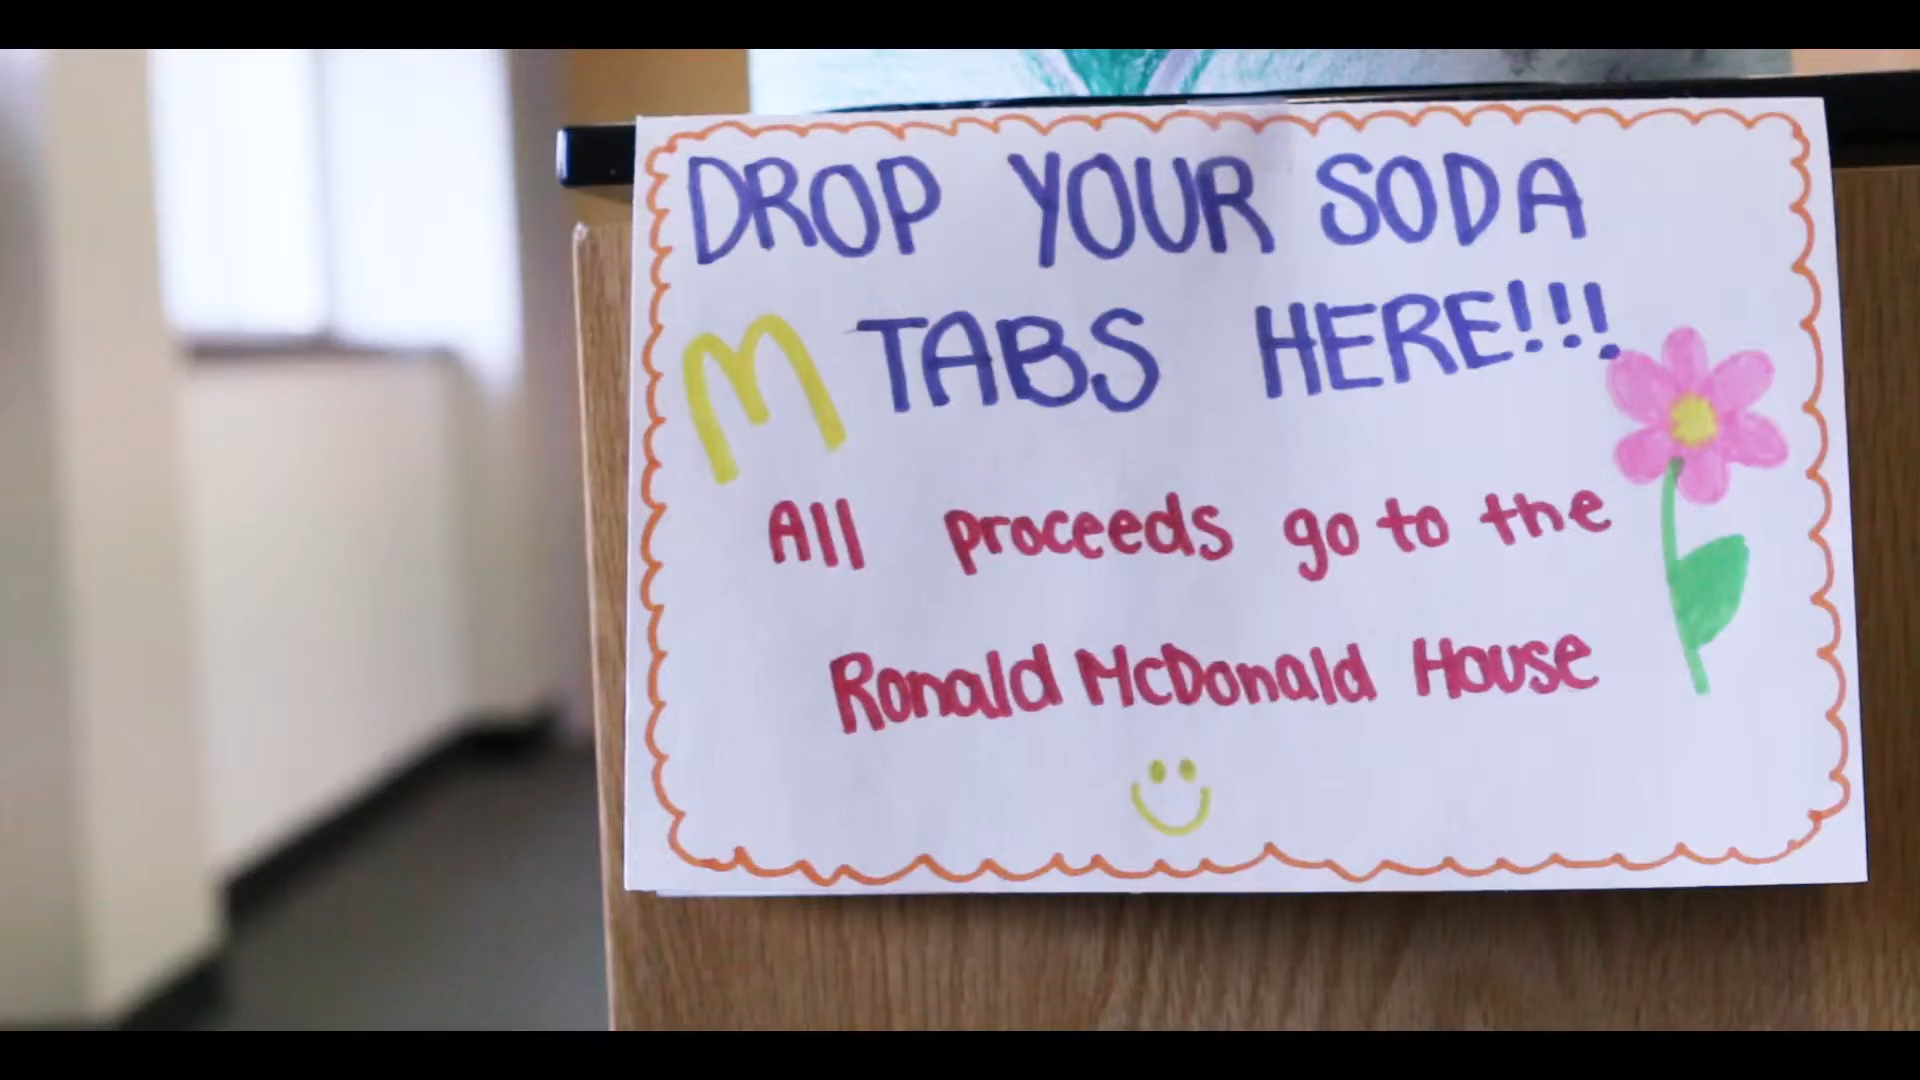 DROP YOUR SODA
M TABS HERE!!!
All proceeds go to the
Ronald McDonald House